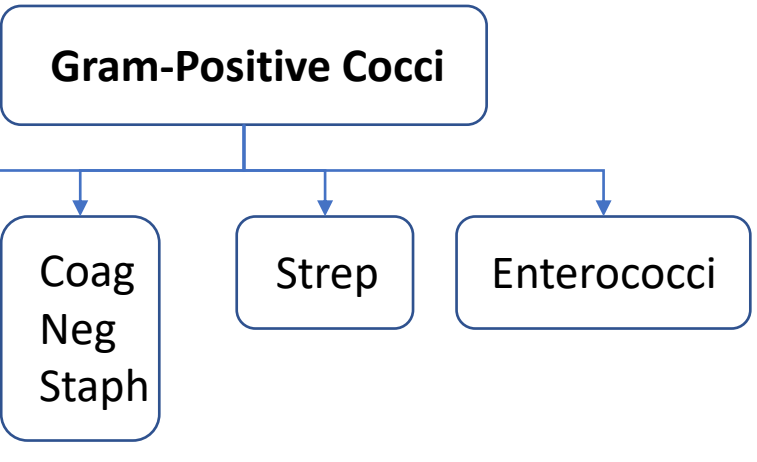 Gram-Positive Cocci
Coag
Neg
Staph
Strep
Enterococci